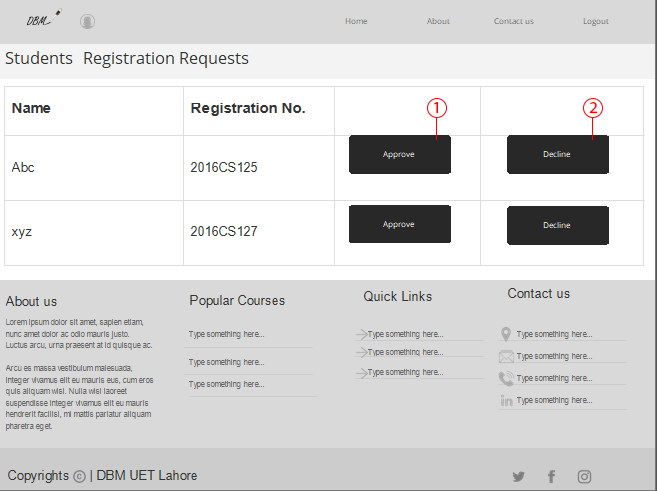 DBM
Home About Contact us Logout
Students Registration Requests
1 2
Name Registration No.
Abc 2016CS125 Approve Decline
xyz 2016CS127 Approve Decline
About us Popular Courses Quick Links Contact us
Lorem ipsum dolor sit amet, sapien etiam,
nunc amet dolor ac odio mauris justo.
Luctus arcu, urna praesent at id quisque ac.
Arcu es massa vestibulum malesuada,
integer vivamus elit eu mauris eus, cum eros
quis aliquam wisi. Nulla wisi laoreet
suspendisse integer vivamus elit eu mauris
hendrerit facilisi, mi mattis pariatur aliquam
pharetra eget.
Type something here...
Type something here...
Type something here...
Type something here...
Type something here...
Type something here...
Type something here...
Type something here...
Type something here...
in Type something here...
Copyrights © | DBM UET Lahore